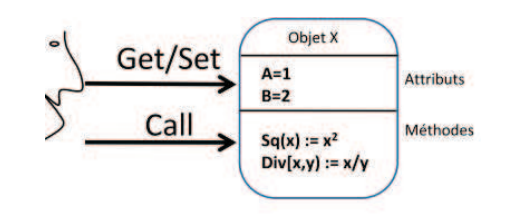 Objet X
Get/Set
A=1
B=2
Attributs
Call
Méthodes
Sq(x) := x²
Div[x,y) := x/y